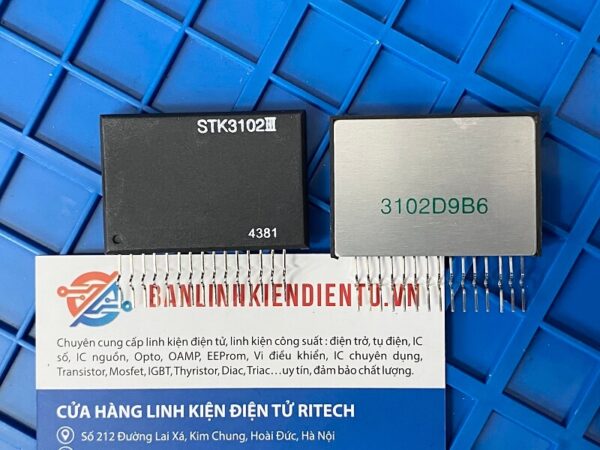 STK3102III
4381
3102D9B6
BANLINHKIENDIENTU.VN
Chuyên cung cấp linh kiện điện tử, linh kiện công suất : điện trở, tụ điện, IC
số, IC nguồn, Opto, OAMP, EEProm, Vi điều khiển, IC chuyên dụng,
Transistor, Mosfet, IGBT, Thyristor, Diac, Triac...uy tín, đảm bảo chất lượng.
CỬA HÀNG LINH KIỆN ĐIỆN TỬ RITECH
Số 212 Đường Lai Xá, Kim Chung, Hoài Đức, Hà Nội